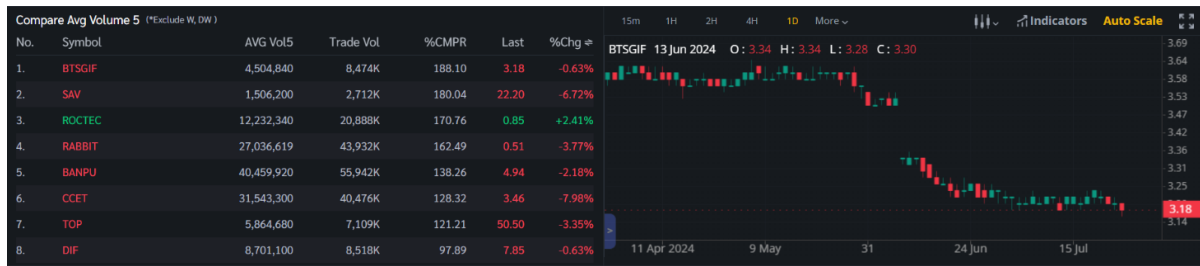 Compare Avg Volume 5 (*Exclude W, DW )
No. Symbol AVG Vol5 Trade Vol %CMPR Last %Chg
1. BTSGIF 4,504,840 8,474K 188.10 3.18 -0.63%
2. SAV 1,506,200 2,712K 180.04 22.20 -6.72%
3. ROCTEC 12,232,340 20,888K 170.76 0.85 +2.41%
4. RABBIT 27,036,619 43,932K 162.49 0.51 -3.77%
5. BANPU 40,459,920 55,942K 138.26 4.94 -2.18%
6. CCET 31,543,300 40,476K 128.32 3.46 -7.98%
7. TOP 5,864,680 7,109K 121.21 50.50 -3.35%
8. DIF 8,701,100 8,518K 97.89 7.85 -0.63%
15m 1H 2H 4H 1D More Indicators Auto Scale
BTSGIF 13 Jun 2024 O: 3.34 H: 3.34 L: 3.28 C: 3.30
3.69
3.64
3.58
3.53
3.47
3.42
3.36
3.31
3.25
3.18
3.14
11 Apr 2024 9 May 31 24 Jun 15 Jul